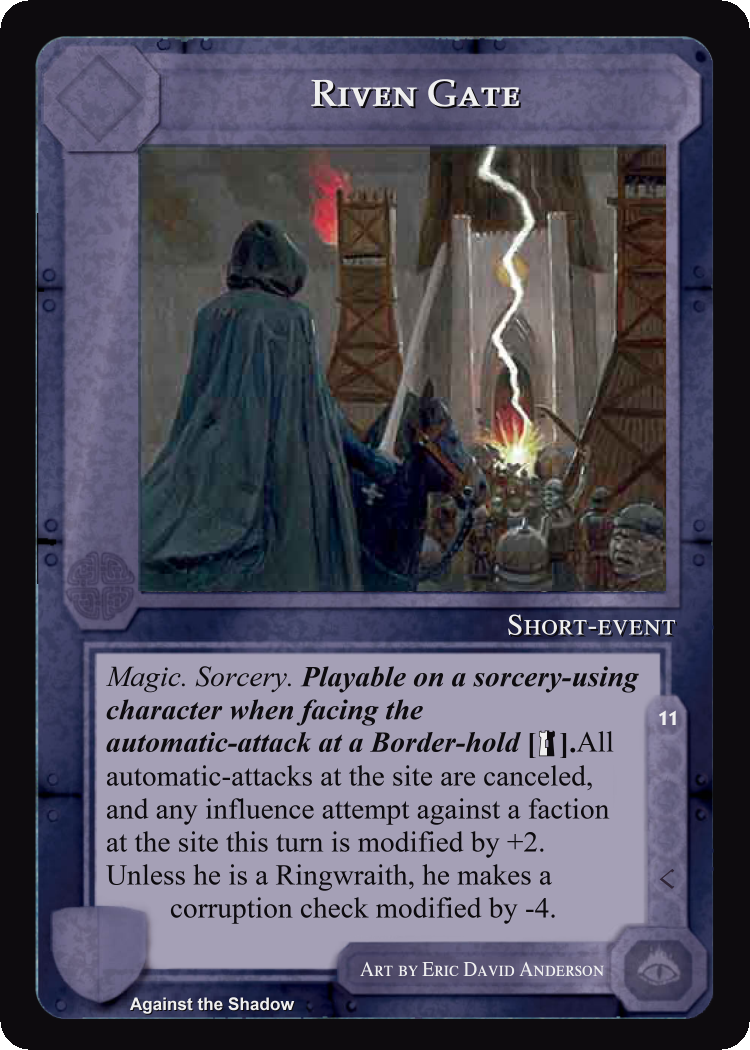 Riven Gate
Short-event
Magic. Sorcery. Playable on a sorcery-using
character when facing the
automatic-attack at a Border-hold [ ].All
automatic-attacks at the site are canceled,
and any influence attempt against a faction
at the site this turn is modified by +2.
Unless he is a Ringwraith, he makes a
corruption check modified by -4.
11
<
Art by Eric David Anderson
Against the Shadow